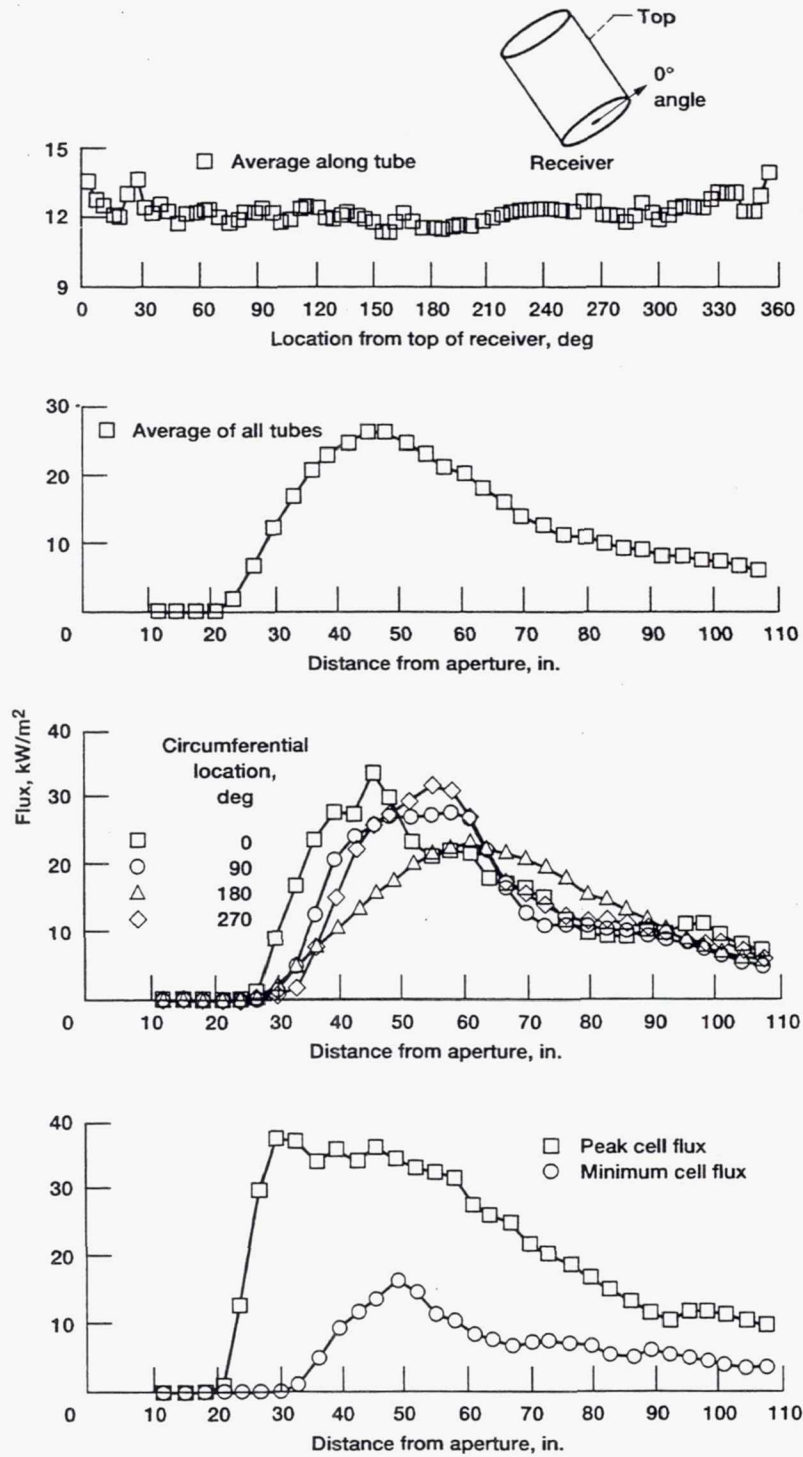 Top
0°
angle
15
Average along tube
Receiver
12
9
0 30 60 90 120 150 180 210 240 270 300 330 360
Location from top of receiver, deg
30
Average of all tubes
20
10
0 10 20 30 40 50 60 70 80 90 100 110
Distance from aperture, in.
Flux, kW/m²
40
Circumferential
location,
deg
30
0
20
90
180
10
270
0 10 20 30 40 50 60 70 80 90 100 110
Distance from aperture, in.
40
Peak cell flux
Minimum cell flux
30
20
10
0 10 20 30 40 50 60 70 80 90 100 110
Distance from aperture, in.